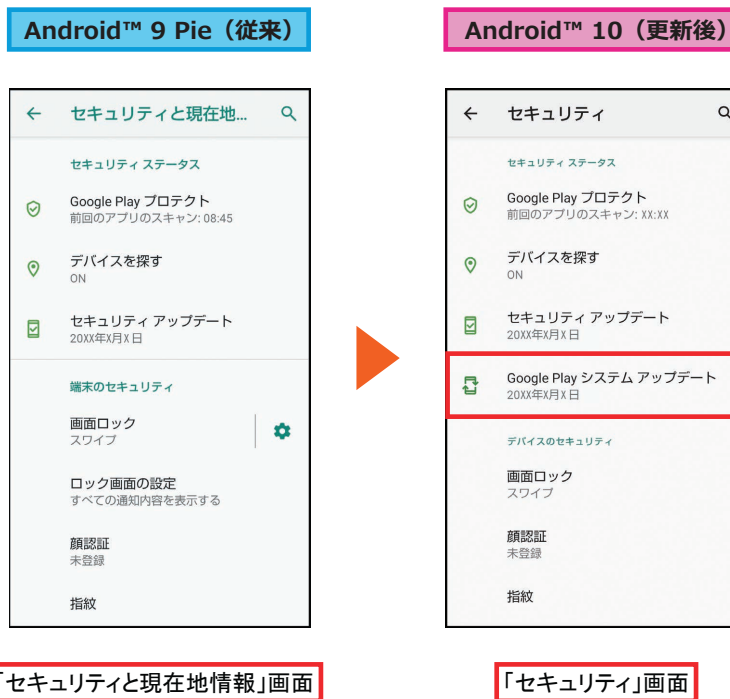 Android™ 9 Pie（従来）
セキュリティと現在地...
セキュリティ ステータス
Google Play プロテクト
前回のアプリのスキャン: 08:45
デバイスを探す
ON
セキュリティ アップデート
20XX年X月X日
端末のセキュリティ
画面ロック
スワイプ
ロック画面の設定
すべての通知内容を表示する
顔認証
未登録
指紋
「セキュリティと現在地情報」画面
Android™ 10（更新後）
セキュリティ
セキュリティ ステータス
Google Play プロテクト
前回のアプリのスキャン: XX:XX
デバイスを探す
ON
セキュリティ アップデート
20XX年X月X日
Google Play システム アップデート
20XX年X月X日
デバイスのセキュリティ
画面ロック
スワイプ
顔認証
未登録
指紋
「セキュリティ」画面